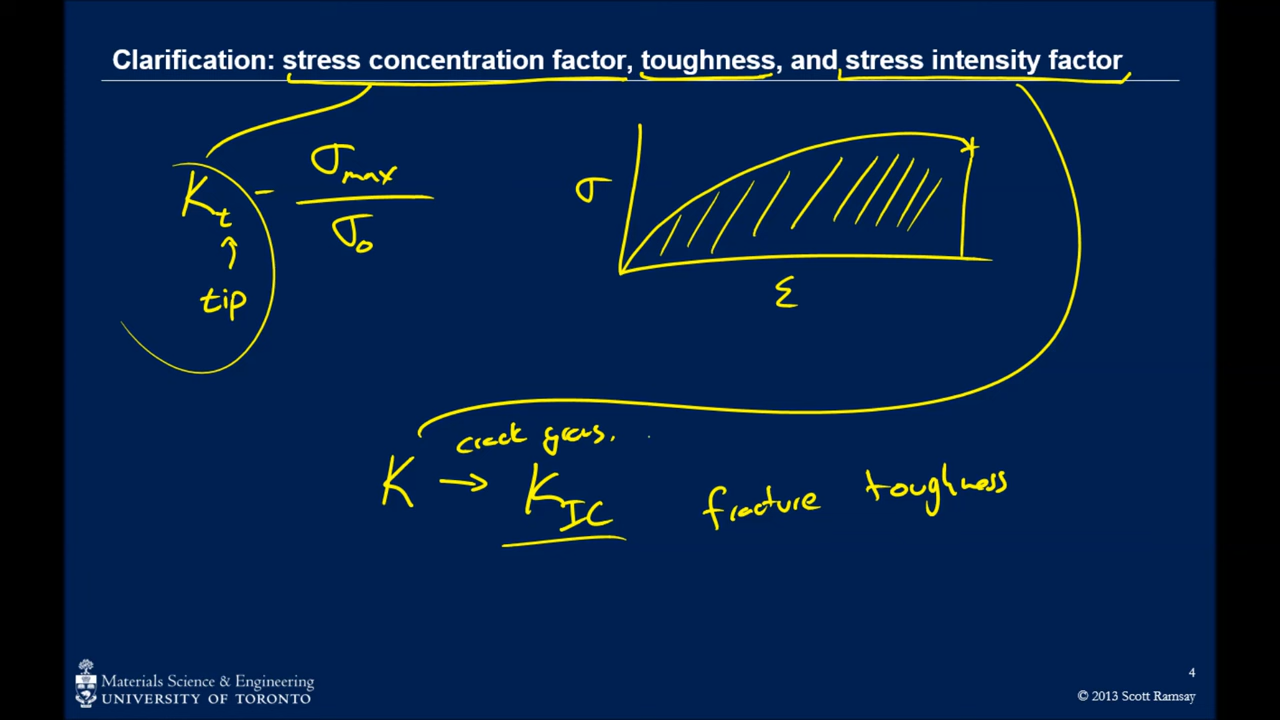 Clarification: stress concentration factor, toughness, and stress intensity factor
Kt = σmax / σ0
tip
σ
ε
crack grows.
K → KIC fracture toughness
Materials Science & Engineering
UNIVERSITY OF TORONTO
4
© 2013 Scott Ramsay